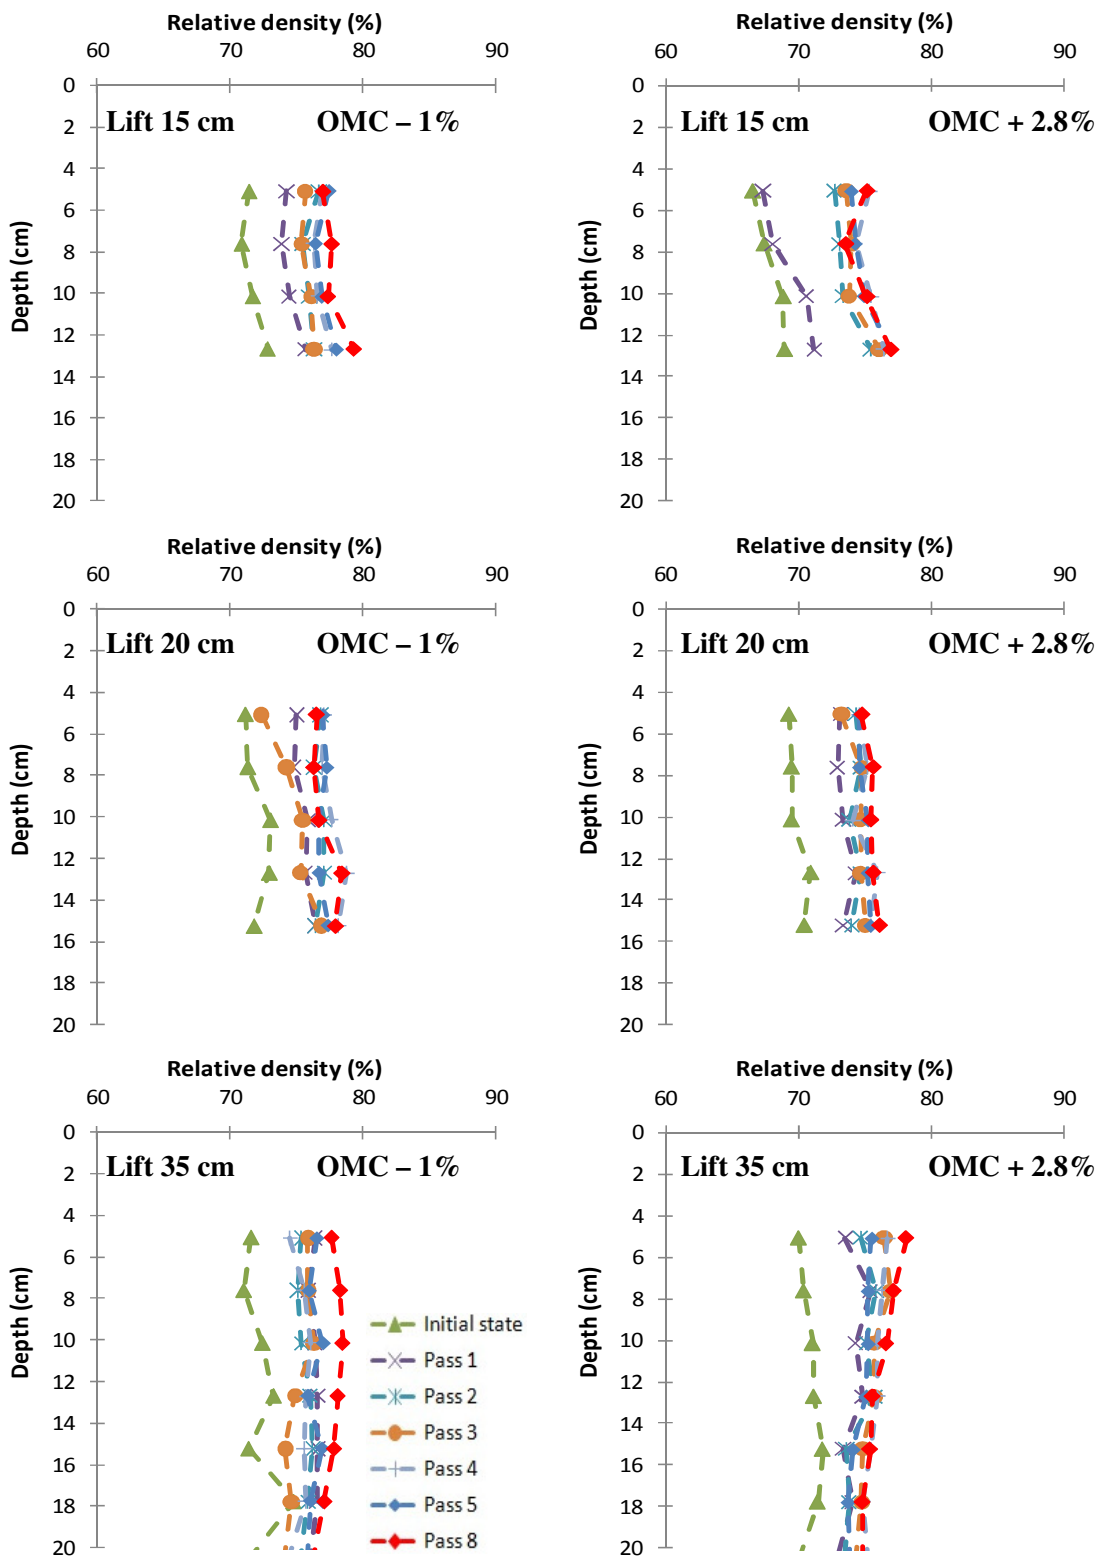 Relative density (%)
60 70 80 90
0
Lift 15 cm OMC – 1%
2
4
6
8
10
12
14
16
18
20
Depth (cm)
Relative density (%)
60 70 80 90
0
Lift 15 cm OMC + 2.8%
2
4
6
8
10
12
14
16
18
20
Depth (cm)
Relative density (%)
60 70 80 90
0
Lift 20 cm OMC – 1%
2
4
6
8
10
12
14
16
18
20
Depth (cm)
Relative density (%)
60 70 80 90
0
Lift 20 cm OMC + 2.8%
2
4
6
8
10
12
14
16
18
20
Depth (cm)
Relative density (%)
60 70 80 90
0
Lift 35 cm OMC – 1%
2
4
6
8
10
12
14
16
18
20
Depth (cm)
Initial state
Pass 1
Pass 2
Pass 3
Pass 4
Pass 5
Pass 8
Relative density (%)
60 70 80 90
0
Lift 35 cm OMC + 2.8%
2
4
6
8
10
12
14
16
18
20
Depth (cm)